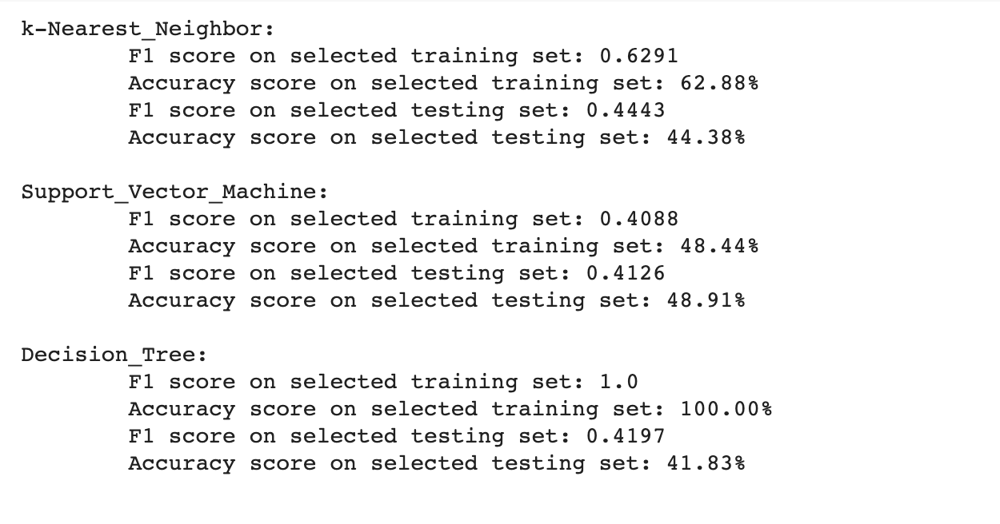 k-Nearest_Neighbor:
F1 score on selected training set: 0.6291
Accuracy score on selected training set: 62.88%
F1 score on selected testing set: 0.4443
Accuracy score on selected testing set: 44.38%
Support_Vector_Machine:
F1 score on selected training set: 0.4088
Accuracy score on selected training set: 48.44%
F1 score on selected testing set: 0.4126
Accuracy score on selected testing set: 48.91%
Decision_Tree:
F1 score on selected training set: 1.0
Accuracy score on selected training set: 100.00%
F1 score on selected testing set: 0.4197
Accuracy score on selected testing set: 41.83%